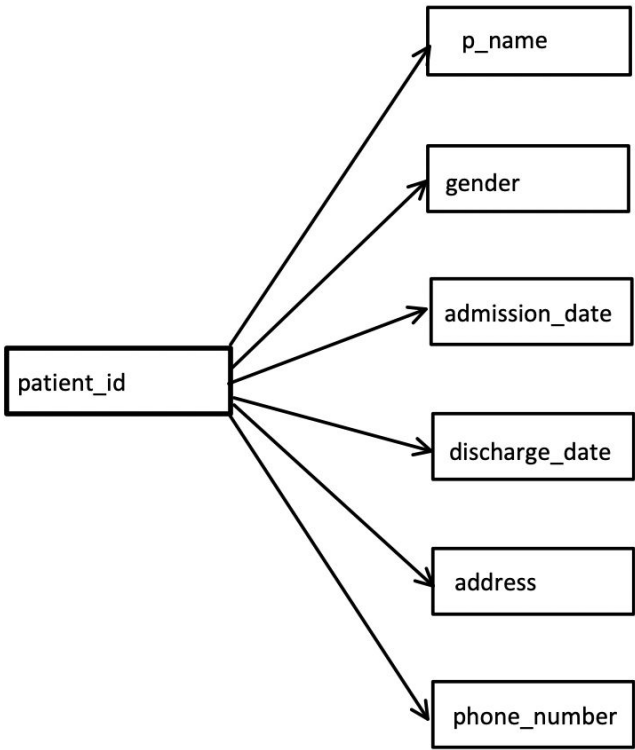 p_name
gender
admission_date
patient_id
discharge_date
address
phone_number